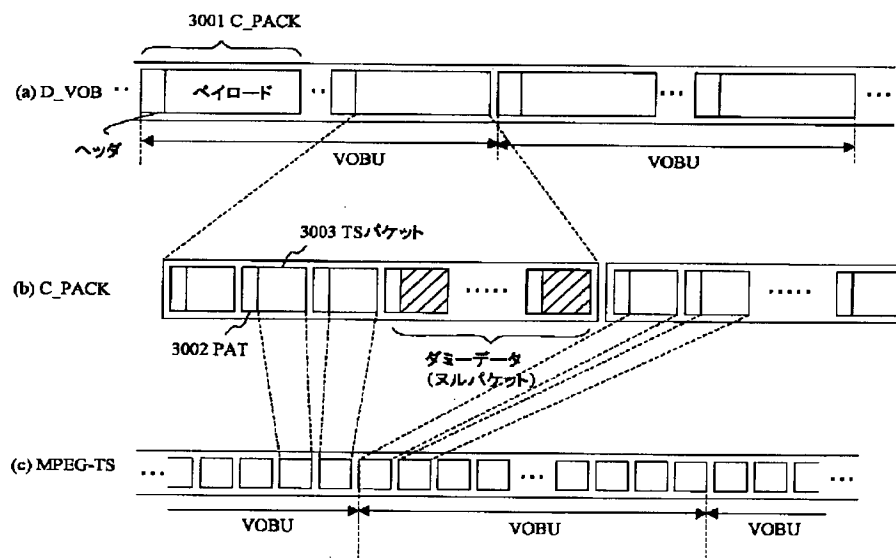 3001 C_PACK
(a) D_VOB
ペイロード
ヘッダ
VOBU
VOBU
3003 TSパケット
(b) C_PACK
3002 PAT
ダミーデータ
(ヌルパケット)
(c) MPEG-TS
VOBU
VOBU
VOBU